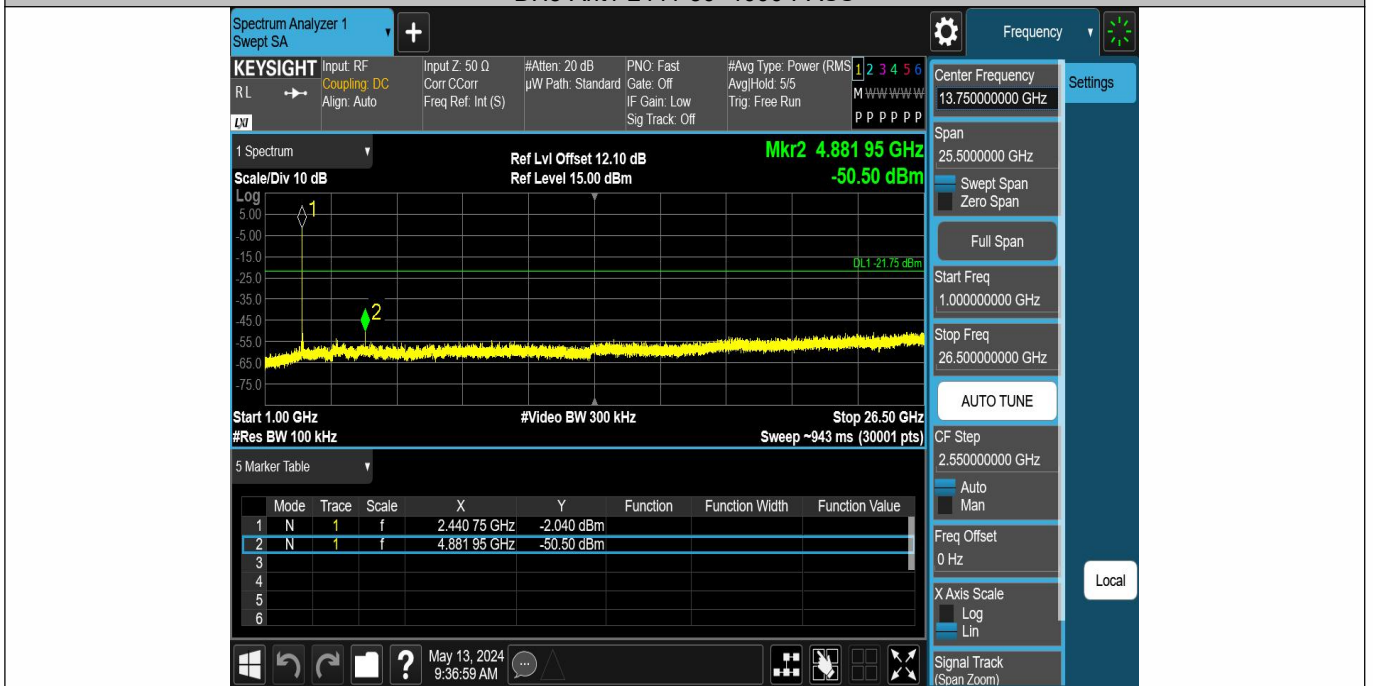 Spectrum Analyzer 1
Swept SA
+
Frequency
KEYSIGHT
RL
LXI
Input: RF
Coupling: DC
Align: Auto
Input Z: 50 Ω
Corr CCorr
Freq Ref: Int (S)
#Atten: 20 dB
µW Path: Standard
PNO: Fast
Gate: Off
IF Gain: Low
Sig Track: Off
#Avg Type: Power (RMS
Avg|Hold: 5/5
Trig: Free Run
1 2 3 4 5 6
M W W W W W
P P P P P P
1 Spectrum
Scale/Div 10 dB
Ref Lvl Offset 12.10 dB
Ref Level 15.00 dBm
Mkr2 4.881 95 GHz
-50.50 dBm
Log
5.00
-5.00
-15.0
-25.0
-35.0
-45.0
-55.0
-65.0
-75.0
1
2
DL1 -21.75 dBm
Start 1.00 GHz
#Video BW 300 kHz
Stop 26.50 GHz
#Res BW 100 kHz
Sweep ~943 ms (30001 pts)
5 Marker Table
Mode Trace Scale X Y Function Function Width Function Value
1 N 1 f 2.440 75 GHz -2.040 dBm
2 N 1 f 4.881 95 GHz -50.50 dBm
3
4
5
6
?
May 13, 2024
9:36:59 AM
Center Frequency
13.750000000 GHz
Settings
Span
25.5000000 GHz
Swept Span
Zero Span
Full Span
Start Freq
1.000000000 GHz
Stop Freq
26.500000000 GHz
AUTO TUNE
CF Step
2.550000000 GHz
Auto
Man
Freq Offset
0 Hz
X Axis Scale
Log
Lin
Local
Signal Track
(Span Zoom)